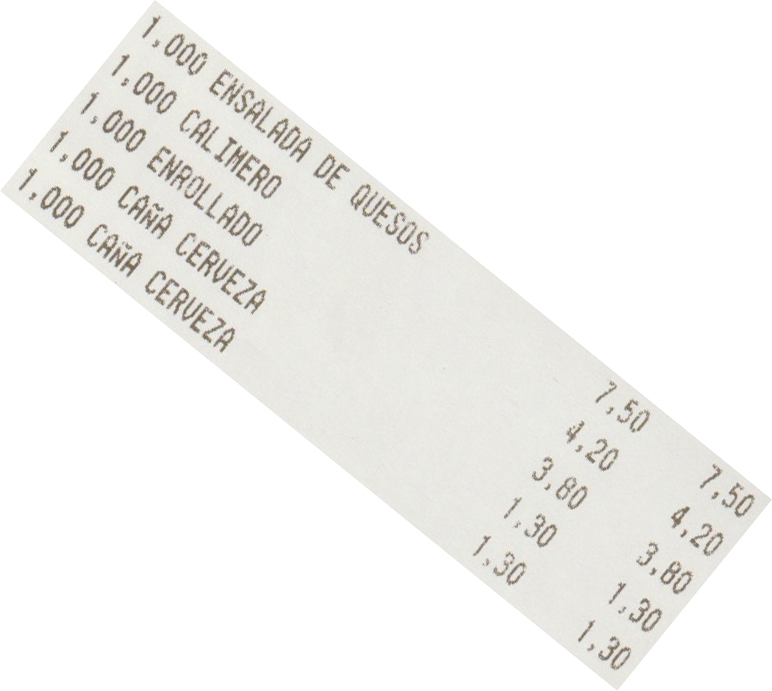 1,000 ENSALADA DE QUESOS 7,50 7,50
1,000 CALIMERO 4,20 4,20
1,000 ENROLLADO 3,80 3,80
1,000 CAÑA CERVEZA 1,30 1,30
1,000 CAÑA CERVEZA 1,30 1,30